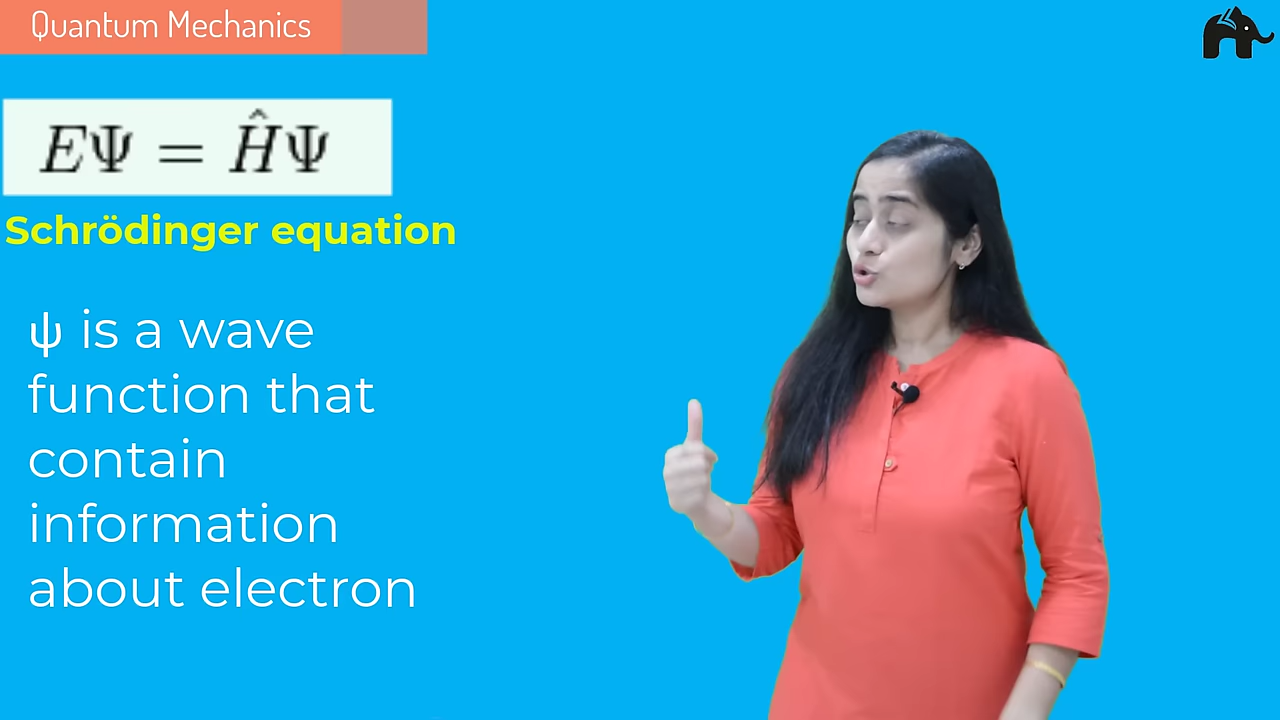 Quantum Mechanics
EΨ = ĤΨ
Schrödinger equation
ψ is a wave
function that
contain
information
about electron